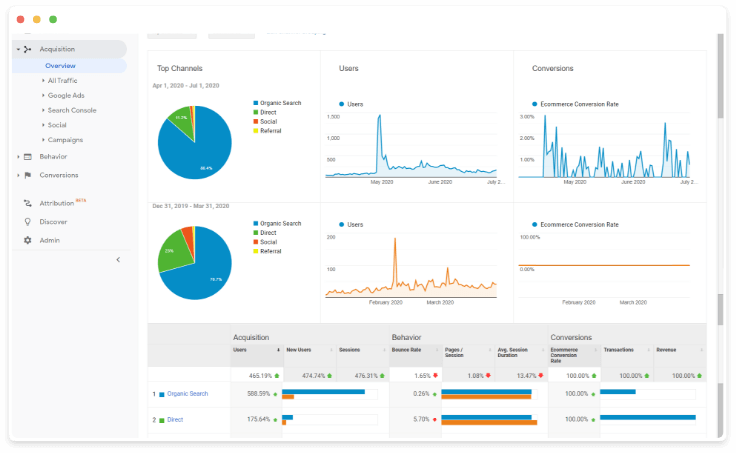 Acquisition
Overview
All Traffic
Google Ads
Search Console
Social
Campaigns
Behavior
Conversions
Attribution BETA
Discover
Admin
Top Channels
Users
Conversions
Apr 1, 2020 - Jul 1, 2020
Organic Search
Direct
Social
Referral
86.4%
Users
1,500
1,000
500
May 2020
June 2020
July 2...
Ecommerce Conversion Rate
3.00%
2.00%
1.00%
May 2020
June 2020
July 2...
Dec 31, 2019 - Mar 31, 2020
Organic Search
Direct
Social
Referral
Users
200
100
February 2020
March 2020
Ecommerce Conversion Rate
100.00%
0.00%
February 2020
March 2020
Acquisition
Behavior
Conversions
Users
New Users
Sessions
Bounce Rate
Pages / Session
Avg. Session Duration
Ecommerce Conversion Rate
Transactions
Revenue
465.19%
474.74%
476.31%
1.65%
1.08%
13.47%
100.00%
100.00%
100.00%
1 Organic Search
588.59%
0.26%
100.00%
2 Direct
175.64%
5.70%
100.00%